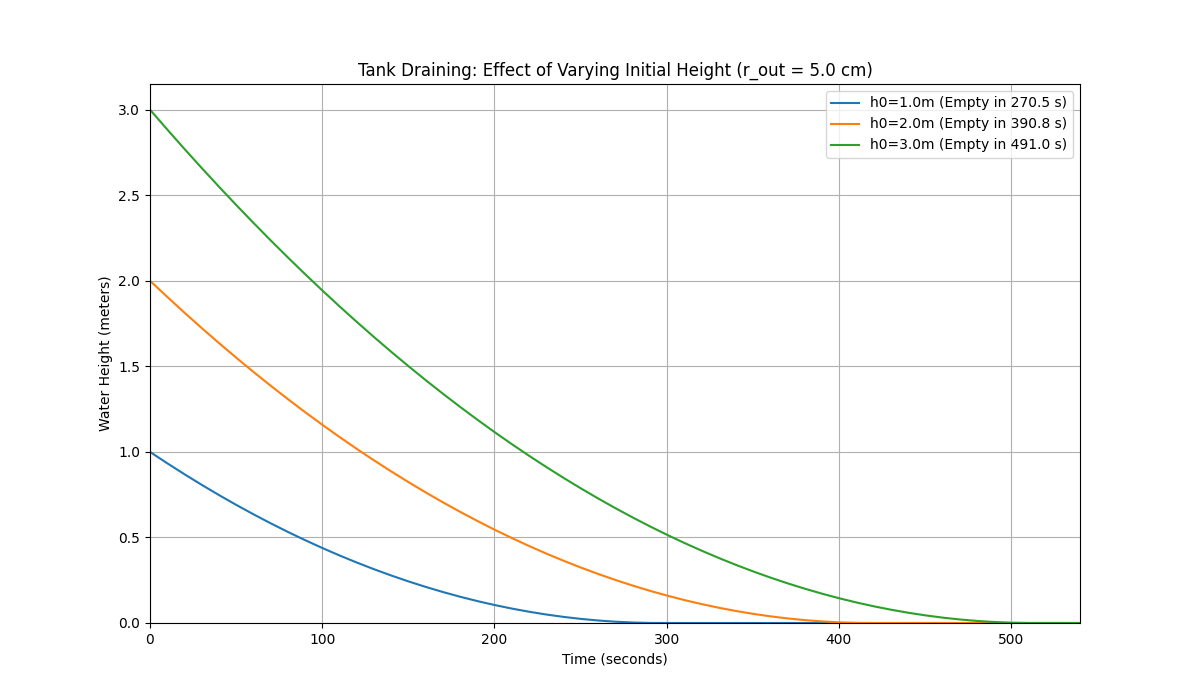 Tank Draining: Effect of Varying Initial Height (r_out = 5.0 cm)
h0=1.0m (Empty in 270.5 s)
h0=2.0m (Empty in 390.8 s)
h0=3.0m (Empty in 491.0 s)
Water Height (meters)
3.0
2.5
2.0
1.5
1.0
0.5
0.0
0 100 200 300 400 500
Time (seconds)